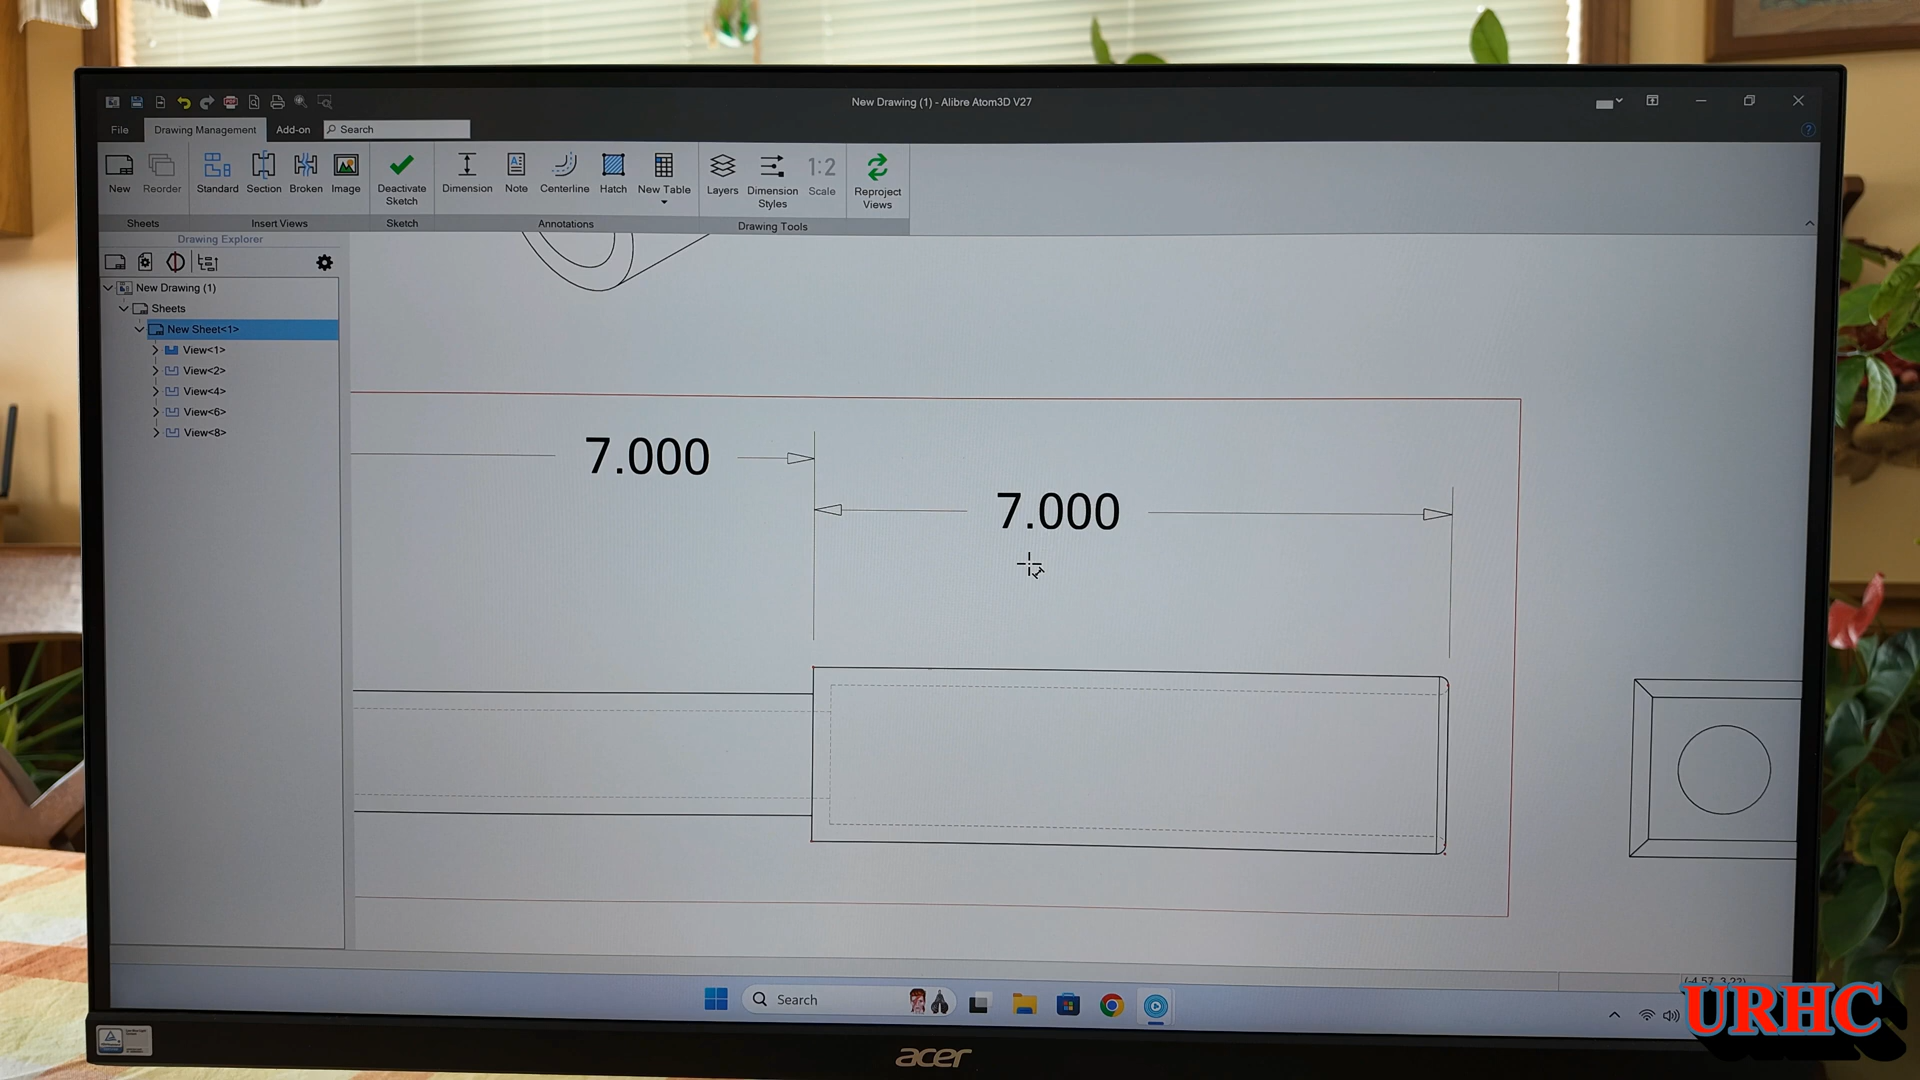 New Drawing (1) - Alibre Atom3D V27
File
Drawing Management
Add-on
Search
New
Reorder
Standard
Section
Broken
Image
Deactivate
Sketch
Dimension
Note
Centerline
Hatch
New Table
Layers
Dimension
Styles
1:2
Scale
Reproject
Views
Sheets
Insert Views
Sketch
Annotations
Drawing Tools
Drawing Explorer
New Drawing (1)
Sheets
New Sheet<1>
View<1>
View<2>
View<4>
View<6>
View<8>
7.000
7.000
Search
acer
URHC